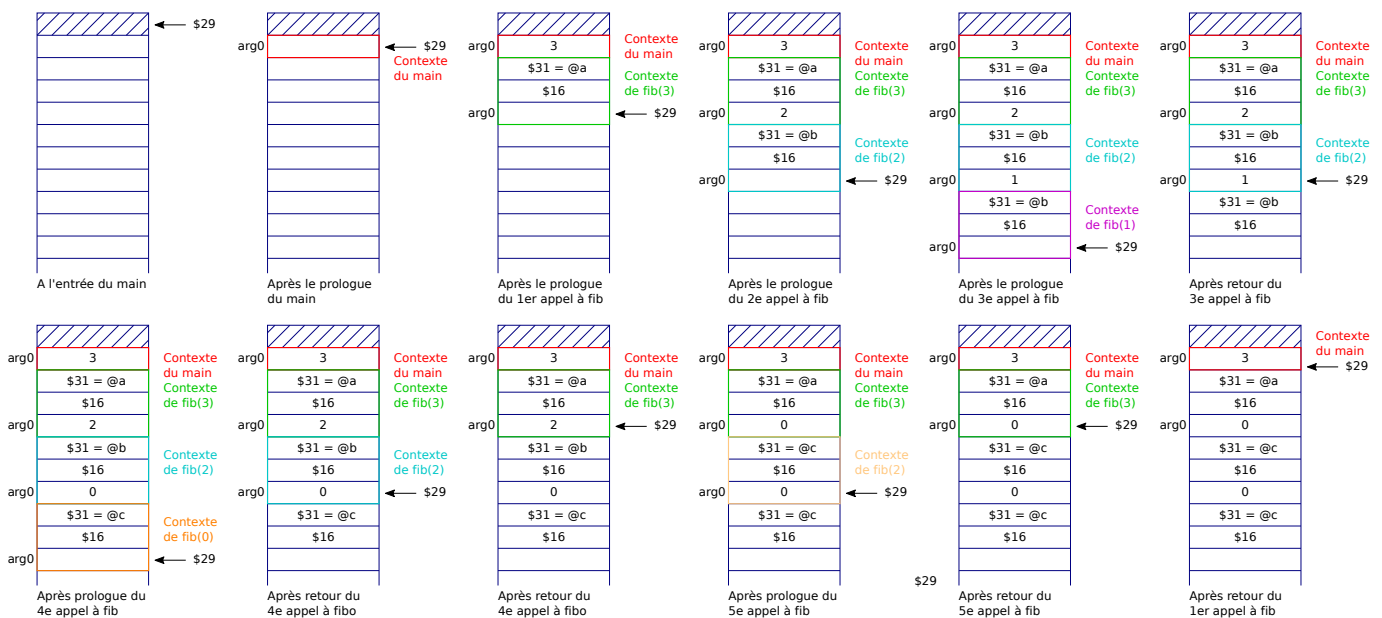 $29
A l'entrée du main
arg0
$29
Contexte
du main
Après le prologue
du main
arg0
3
Contexte
du main
$31 = @a
Contexte
de fib(3)
$16
arg0
$29
Après le prologue
du 1er appel à fib
arg0
3
Contexte
du main
$31 = @a
Contexte
de fib(3)
$16
2
$31 = @b
Contexte
de fib(2)
$16
arg0
$29
Après le prologue
du 2e appel à fib
arg0
3
Contexte
du main
$31 = @a
Contexte
de fib(3)
$16
arg0
2
$31 = @b
Contexte
de fib(2)
$16
arg0
1
$31 = @b
Contexte
de fib(1)
$16
arg0
$29
Après le prologue
du 3e appel à fib
arg0
3
Contexte
du main
$31 = @a
Contexte
de fib(3)
$16
arg0
2
$31 = @b
Contexte
de fib(2)
$16
arg0
1
$29
$31 = @b
$16
Après retour du
3e appel à fib
arg0
3
Contexte
du main
$31 = @a
Contexte
de fib(3)
$16
arg0
2
$31 = @b
Contexte
de fib(2)
$16
arg0
0
$31 = @c
Contexte
de fib(0)
$16
arg0
$29
Après prologue du
4e appel à fib
arg0
3
Contexte
du main
$31 = @a
Contexte
de fib(3)
$16
arg0
2
$31 = @b
Contexte
de fib(2)
$16
arg0
0
$29
$31 = @c
$16
Après retour du
4e appel à fibo
arg0
3
Contexte
du main
$31 = @a
Contexte
de fib(3)
$16
arg0
2
$29
$31 = @b
$16
0
$31 = @c
$16
Après retour du
4e appel à fibo
arg0
3
Contexte
du main
$31 = @a
Contexte
de fib(3)
$16
arg0
0
$31 = @c
Contexte
de fib(2)
$16
arg0
0
$29
$31 = @c
$16
Après prologue du
5e appel à fib
arg0
3
Contexte
du main
$31 = @a
Contexte
de fib(3)
$16
arg0
0
$29
$31 = @c
$16
0
$31 = @c
$16
$29
Après retour du
5e appel à fib
Contexte
du main
arg0
3
$29
$31 = @a
$16
arg0
0
$31 = @c
$16
0
$31 = @c
$16
Après retour du
1er appel à fib